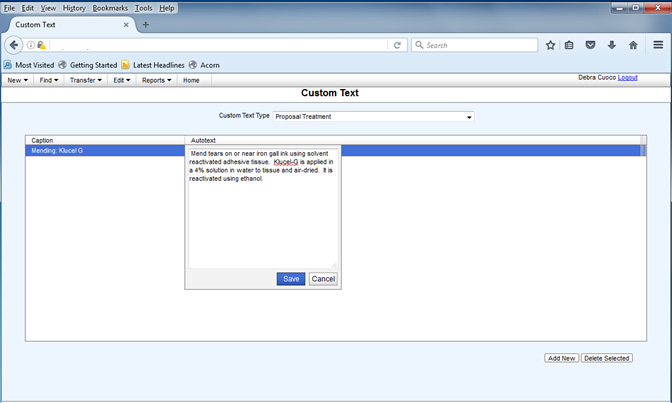 File Edit View History Bookmarks Tools Help
Custom Text
Search
Most Visited Getting Started Latest Headlines Acorn
New Find Transfer Edit Reports Home
Debra Cuoco Logout
Custom Text
Custom Text Type Proposal Treatment
Caption Autotext
Mending: Klucel G
Mend tears on or near iron gall ink using solvent
reactivated adhesive tissue. Klucel-G is applied in
a 4% solution in water to tissue and air-dried. It is
reactivated using ethanol.
Save Cancel
Add New Delete Selected